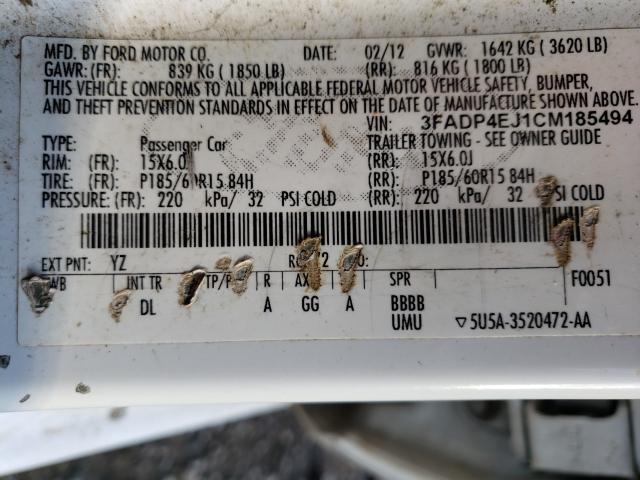 MFD. BY FORD MOTOR CO. DATE: 02/12 GVWR: 1642 KG ( 3620 LB)
GAWR: (FR): 839 KG ( 1850 LB) (RR): 816 KG ( 1800 LB)
THIS VEHICLE CONFORMS TO ALL APPLICABLE FEDERAL MOTOR VEHICLE SAFETY, BUMPER,
AND THEFT PREVENTION STANDARDS IN EFFECT ON THE DATE OF MANUFACTURE SHOWN ABOVE.
VIN: 3FADP4EJ1CM185494
TYPE: Passenger Car TRAILER TOWING - SEE OWNER GUIDE
RIM: (FR): 15X6.0J (RR): 15X6.0J
TIRE: (FR): P185/60R15 84H (RR): P185/60R15 84H
PRESSURE: (FR): 220 kPa/ 32 PSI COLD (RR): 220 kPa/ 32 PSI COLD
EXT PNT: YZ
WB INT TR TP/P R AX SPR F0051
DL A GG A BBBB
UMU ▽5U5A-3520472-AA